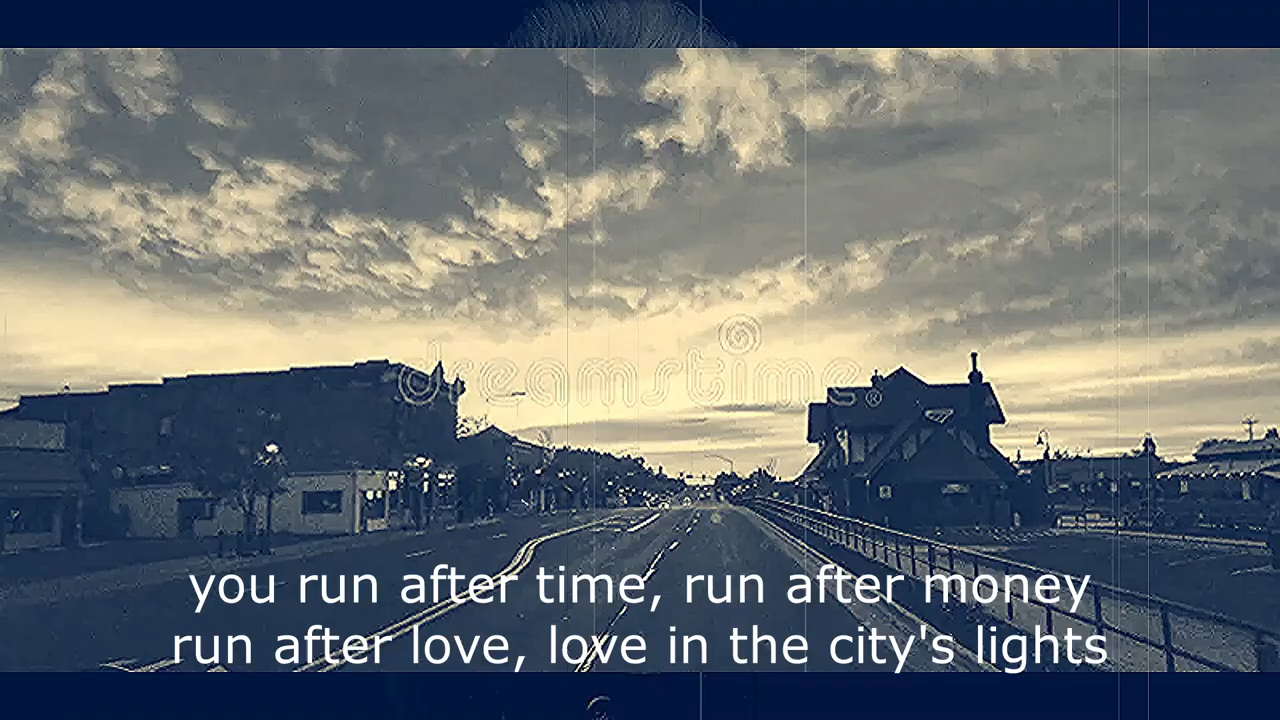 dreamstime®
you run after time, run after money
run after love, love in the city's lights